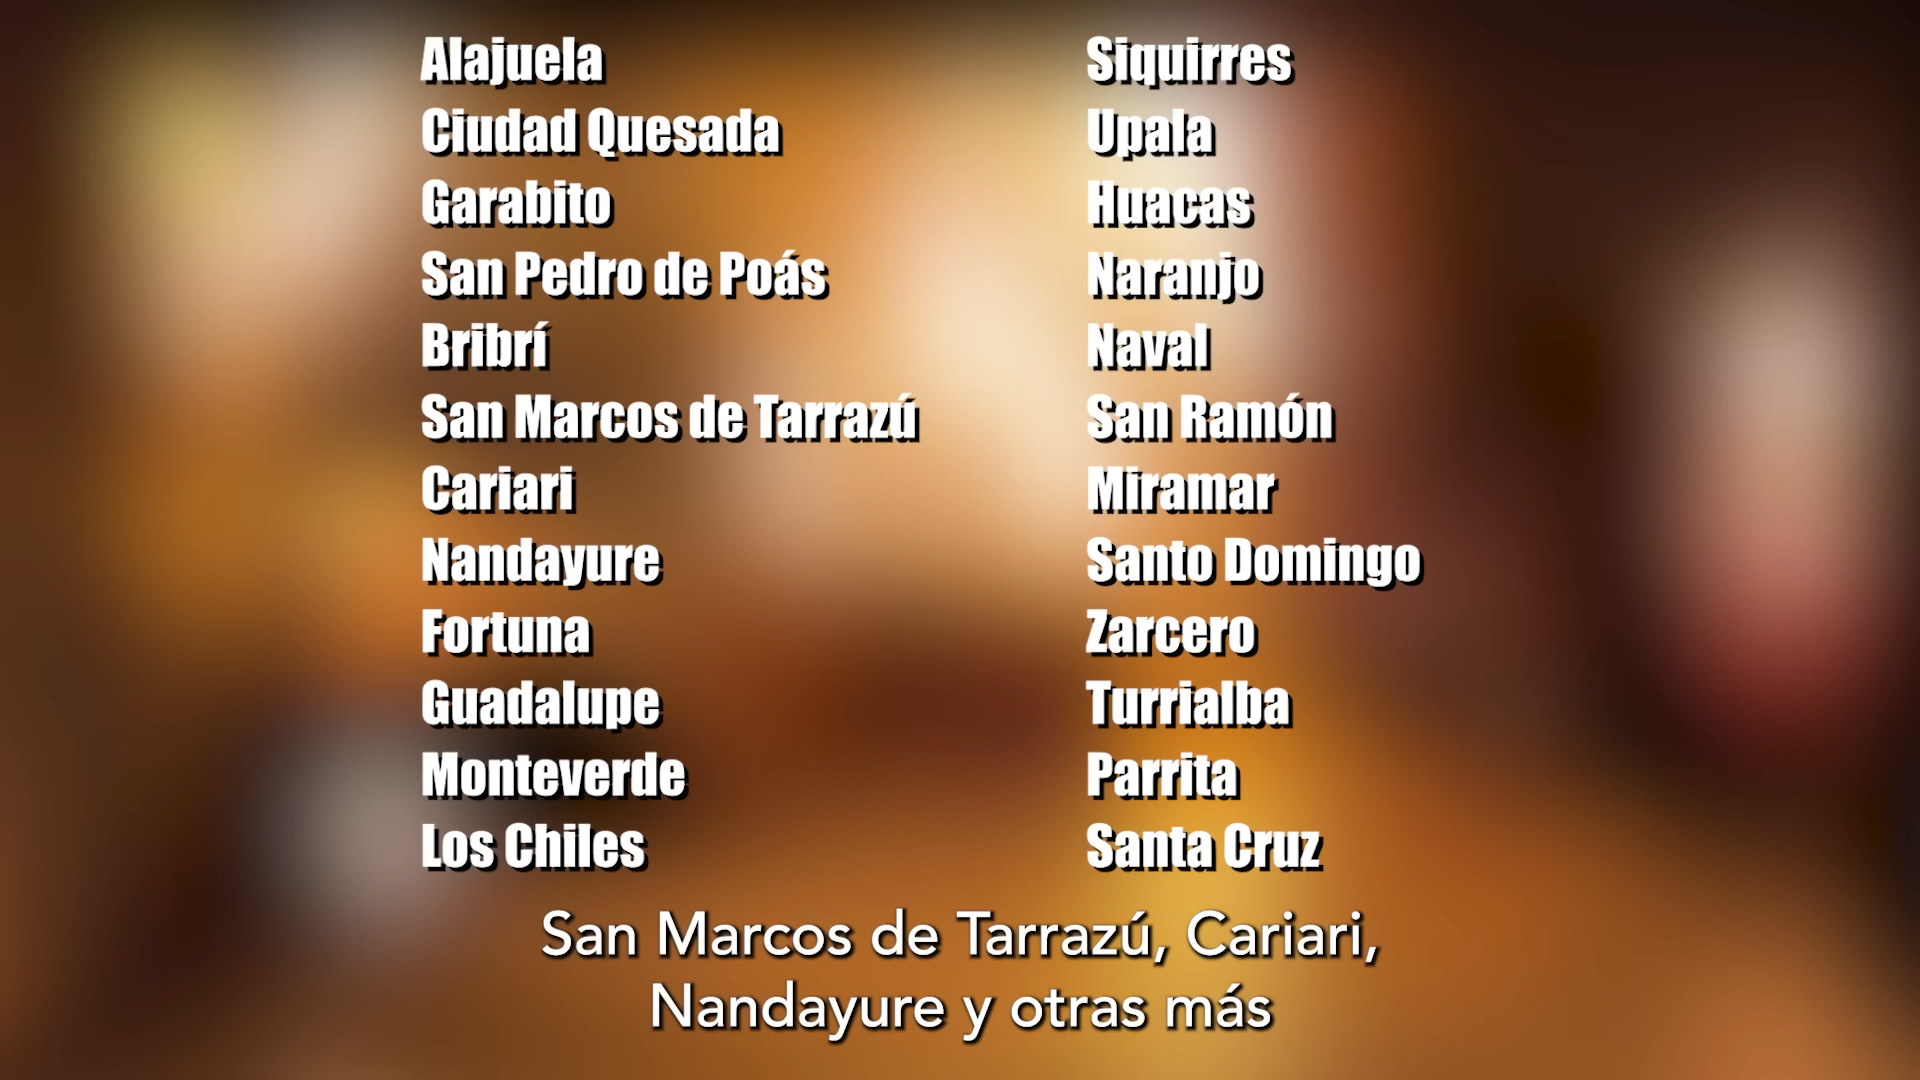 Alajuela
Ciudad Quesada
Garabito
San Pedro de Poás
Bribrí
San Marcos de Tarrazú
Cariari
Nandayure
Fortuna
Guadalupe
Monteverde
Los Chiles
Siquirres
Upala
Huacas
Naranjo
Naval
San Ramón
Miramar
Santo Domingo
Zarcero
Turrialba
Parrita
Santa Cruz
San Marcos de Tarrazú, Cariari,
Nandayure y otras más